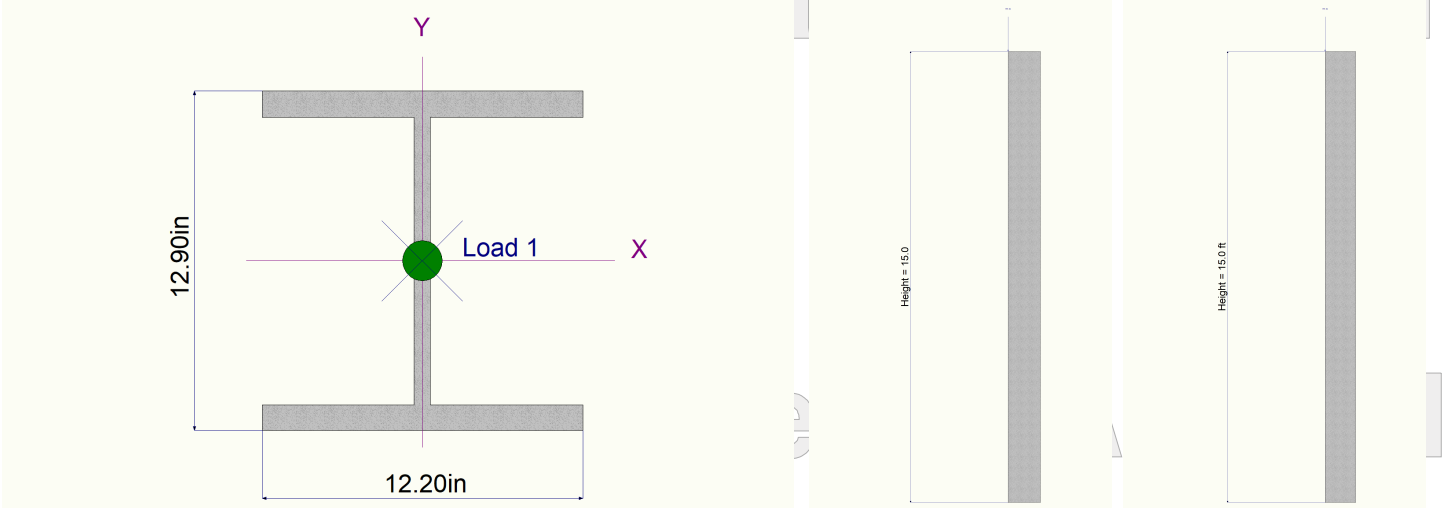 Y
12.90in
Load 1
X
12.20in
Height = 15.0
Height = 15.0 ft